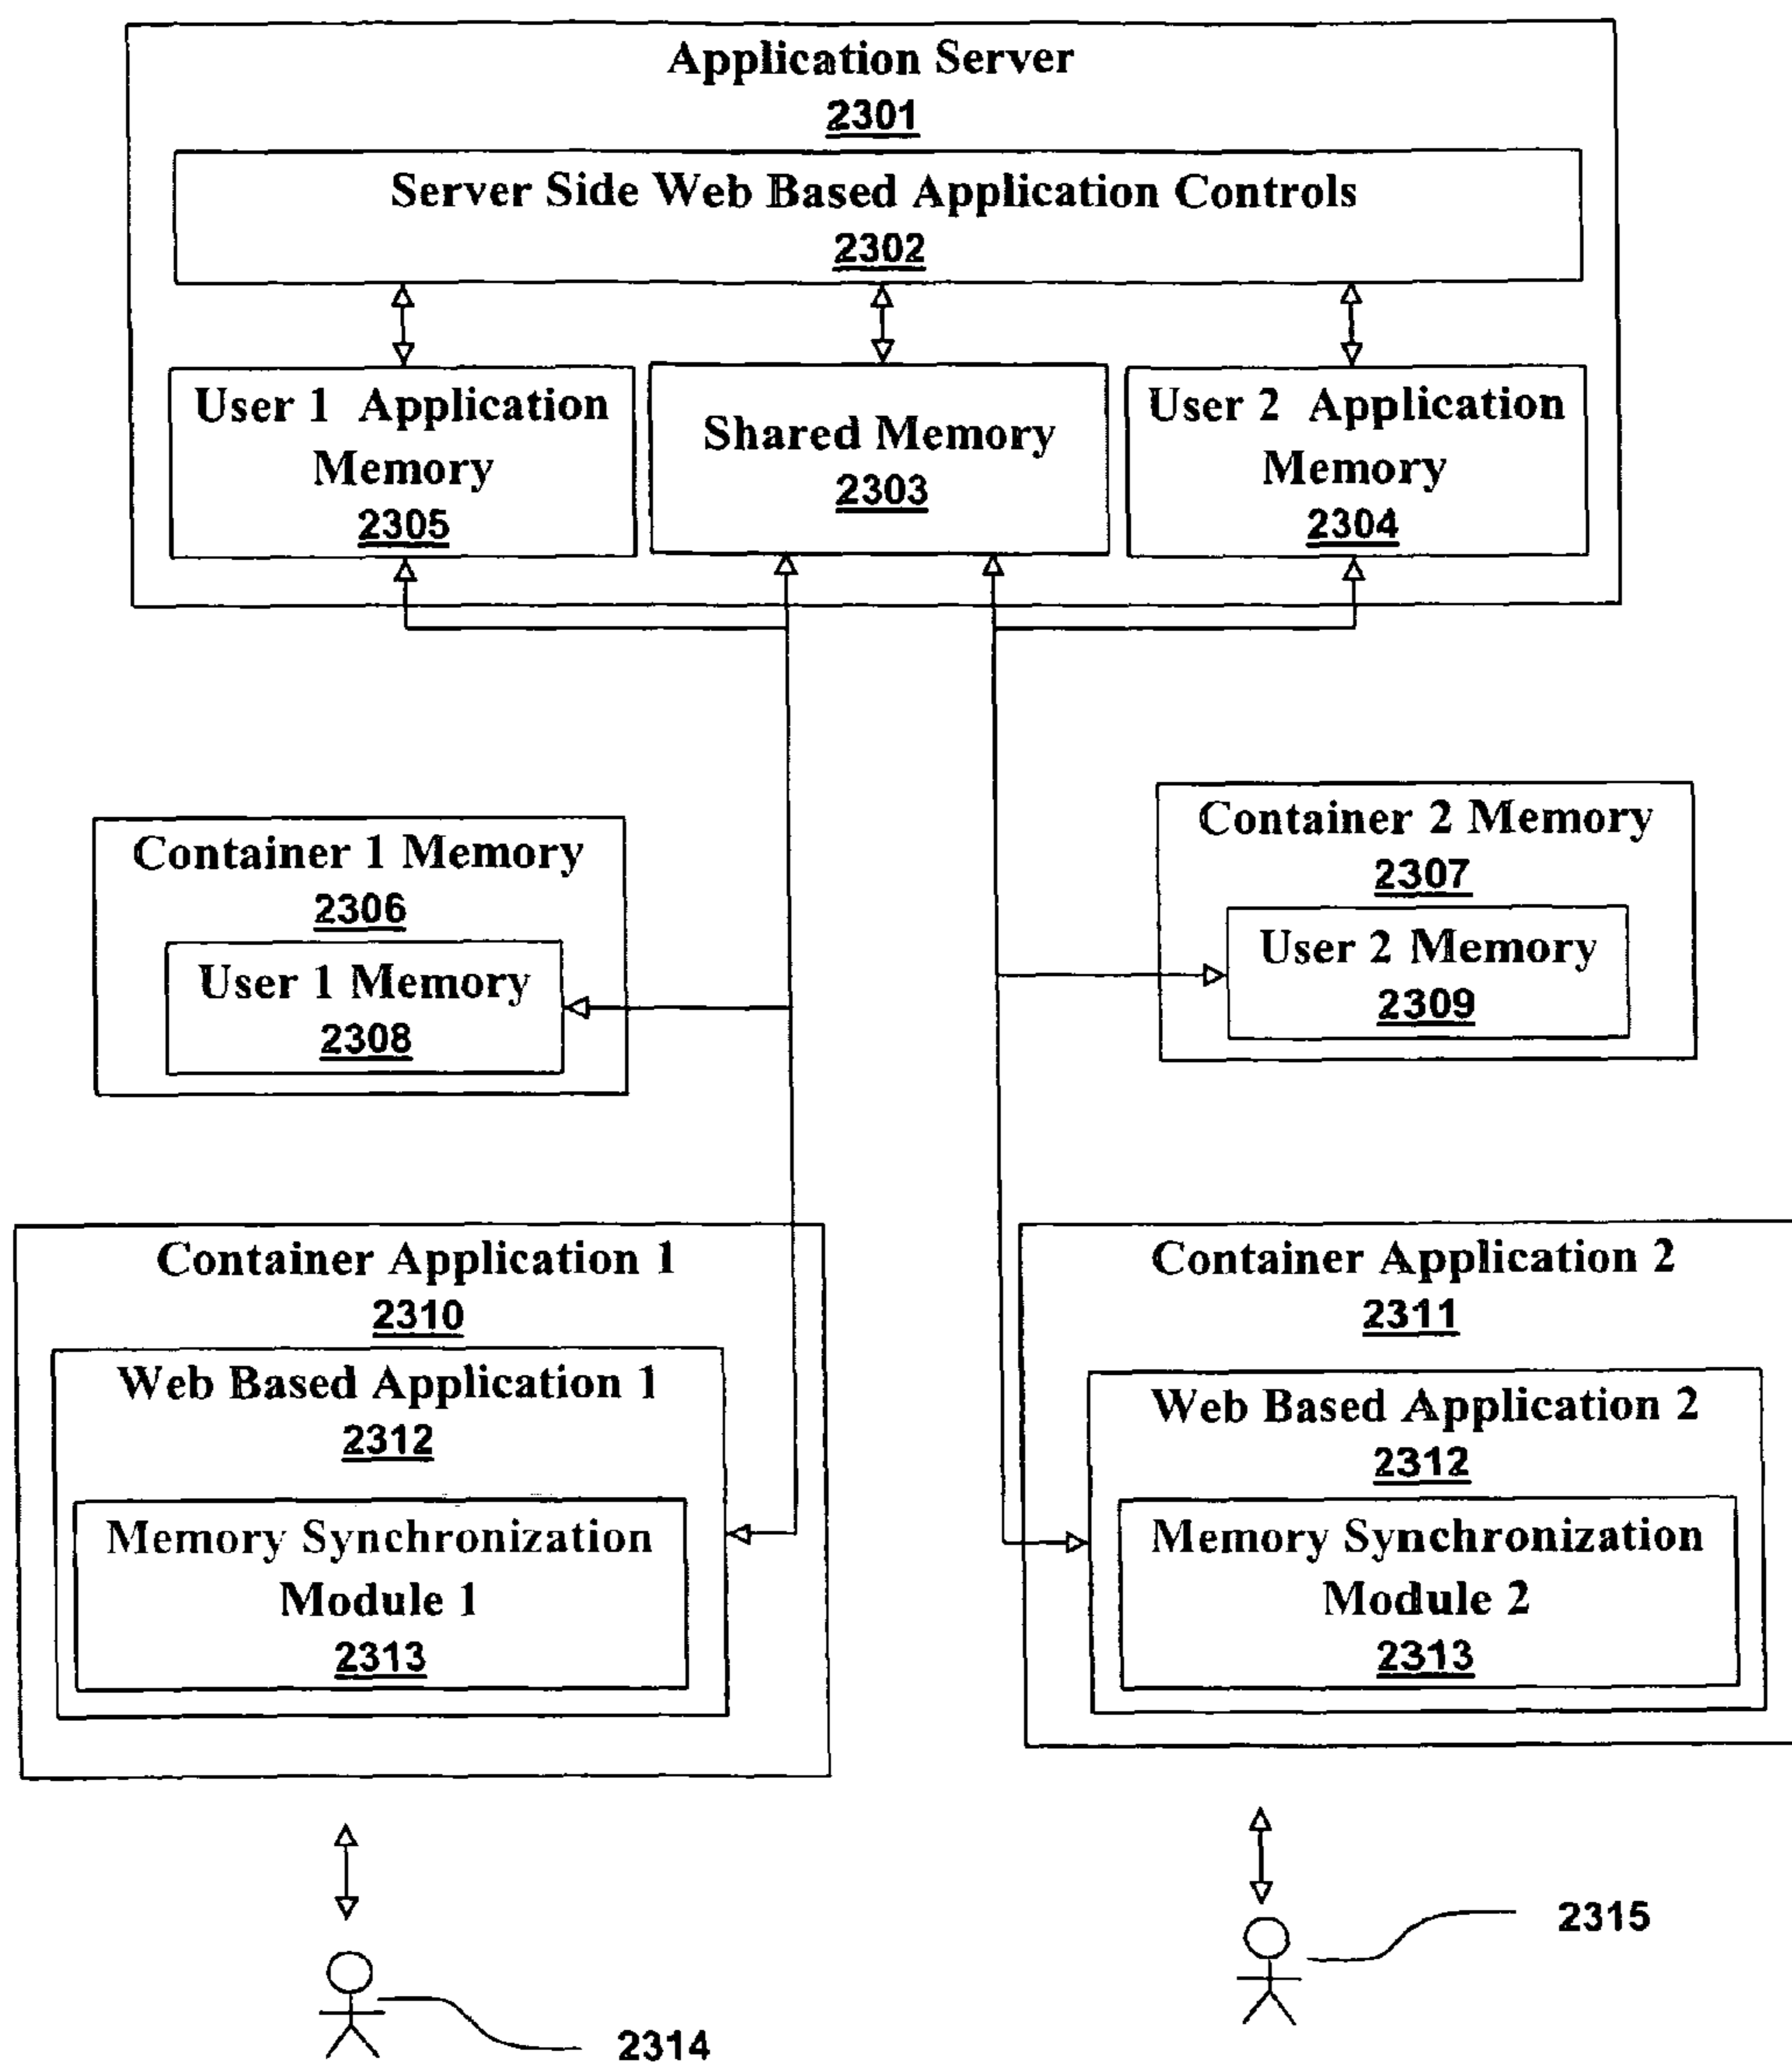 Application Server
2301
Server Side Web Based Application Controls
2302
User 1 Application
Memory
2305
Shared Memory
2303
User 2 Application
Memory
2304
Container 1 Memory
2306
User 1 Memory
2308
Container 2 Memory
2307
User 2 Memory
2309
Container Application 1
2310
Web Based Application 1
2312
Memory Synchronization
Module 1
2313
Container Application 2
2311
Web Based Application 2
2312
Memory Synchronization
Module 2
2313
2314
2315